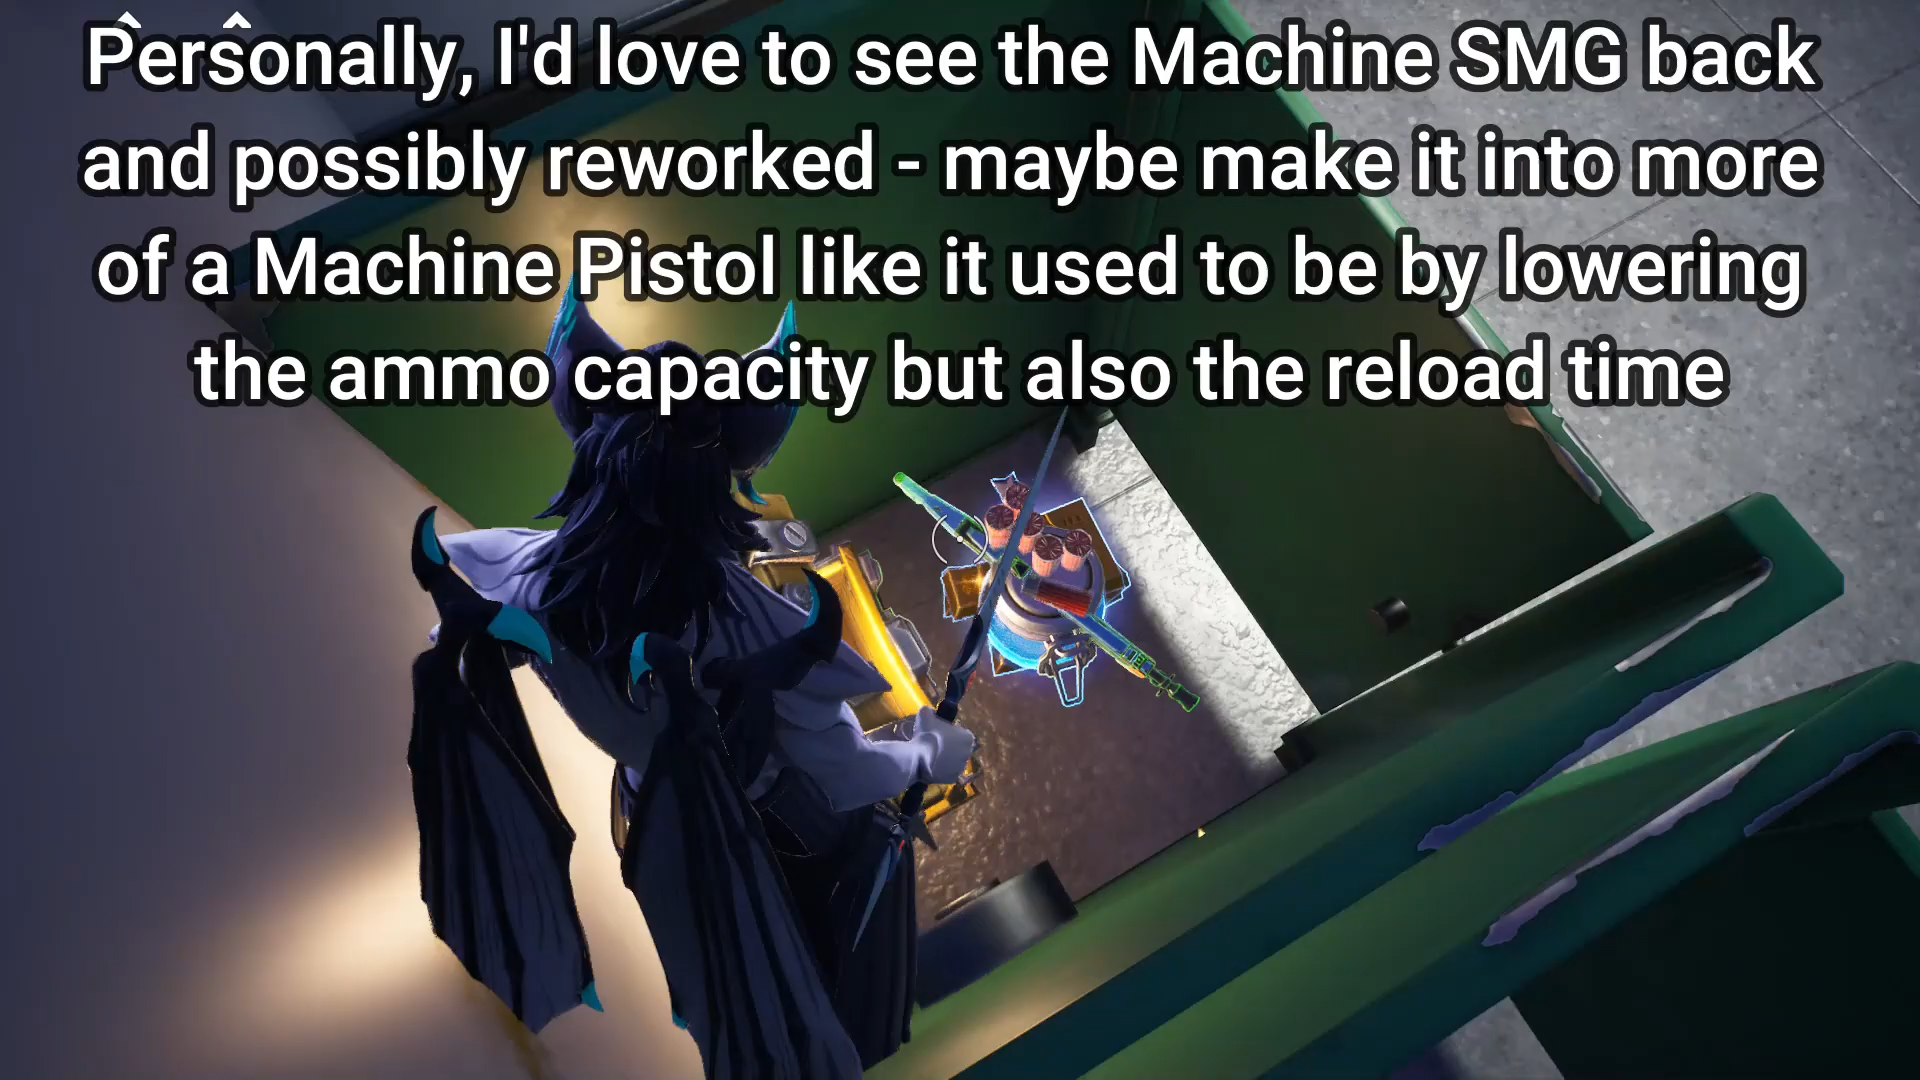 Personally, I'd love to see the Machine SMG back
and possibly reworked - maybe make it into more
of a Machine Pistol like it used to be by lowering
the ammo capacity but also the reload time